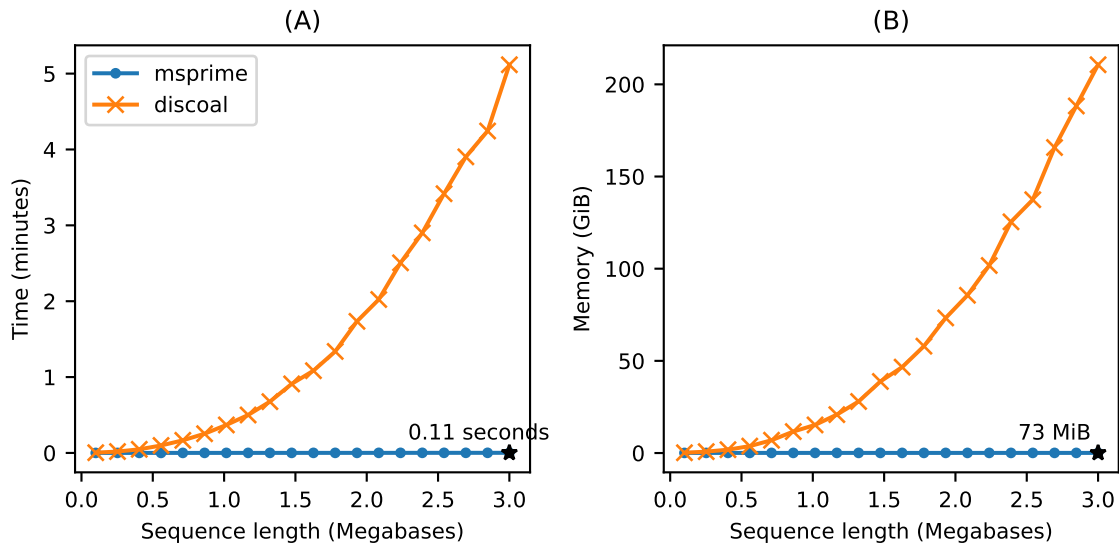 (A)
msprime
discoal
Time (minutes)
5
4
3
2
1
0
0.11 seconds
0.0 0.5 1.0 1.5 2.0 2.5 3.0
Sequence length (Megabases)
(B)
Memory (GiB)
200
150
100
50
0
73 MiB
0.0 0.5 1.0 1.5 2.0 2.5 3.0
Sequence length (Megabases)